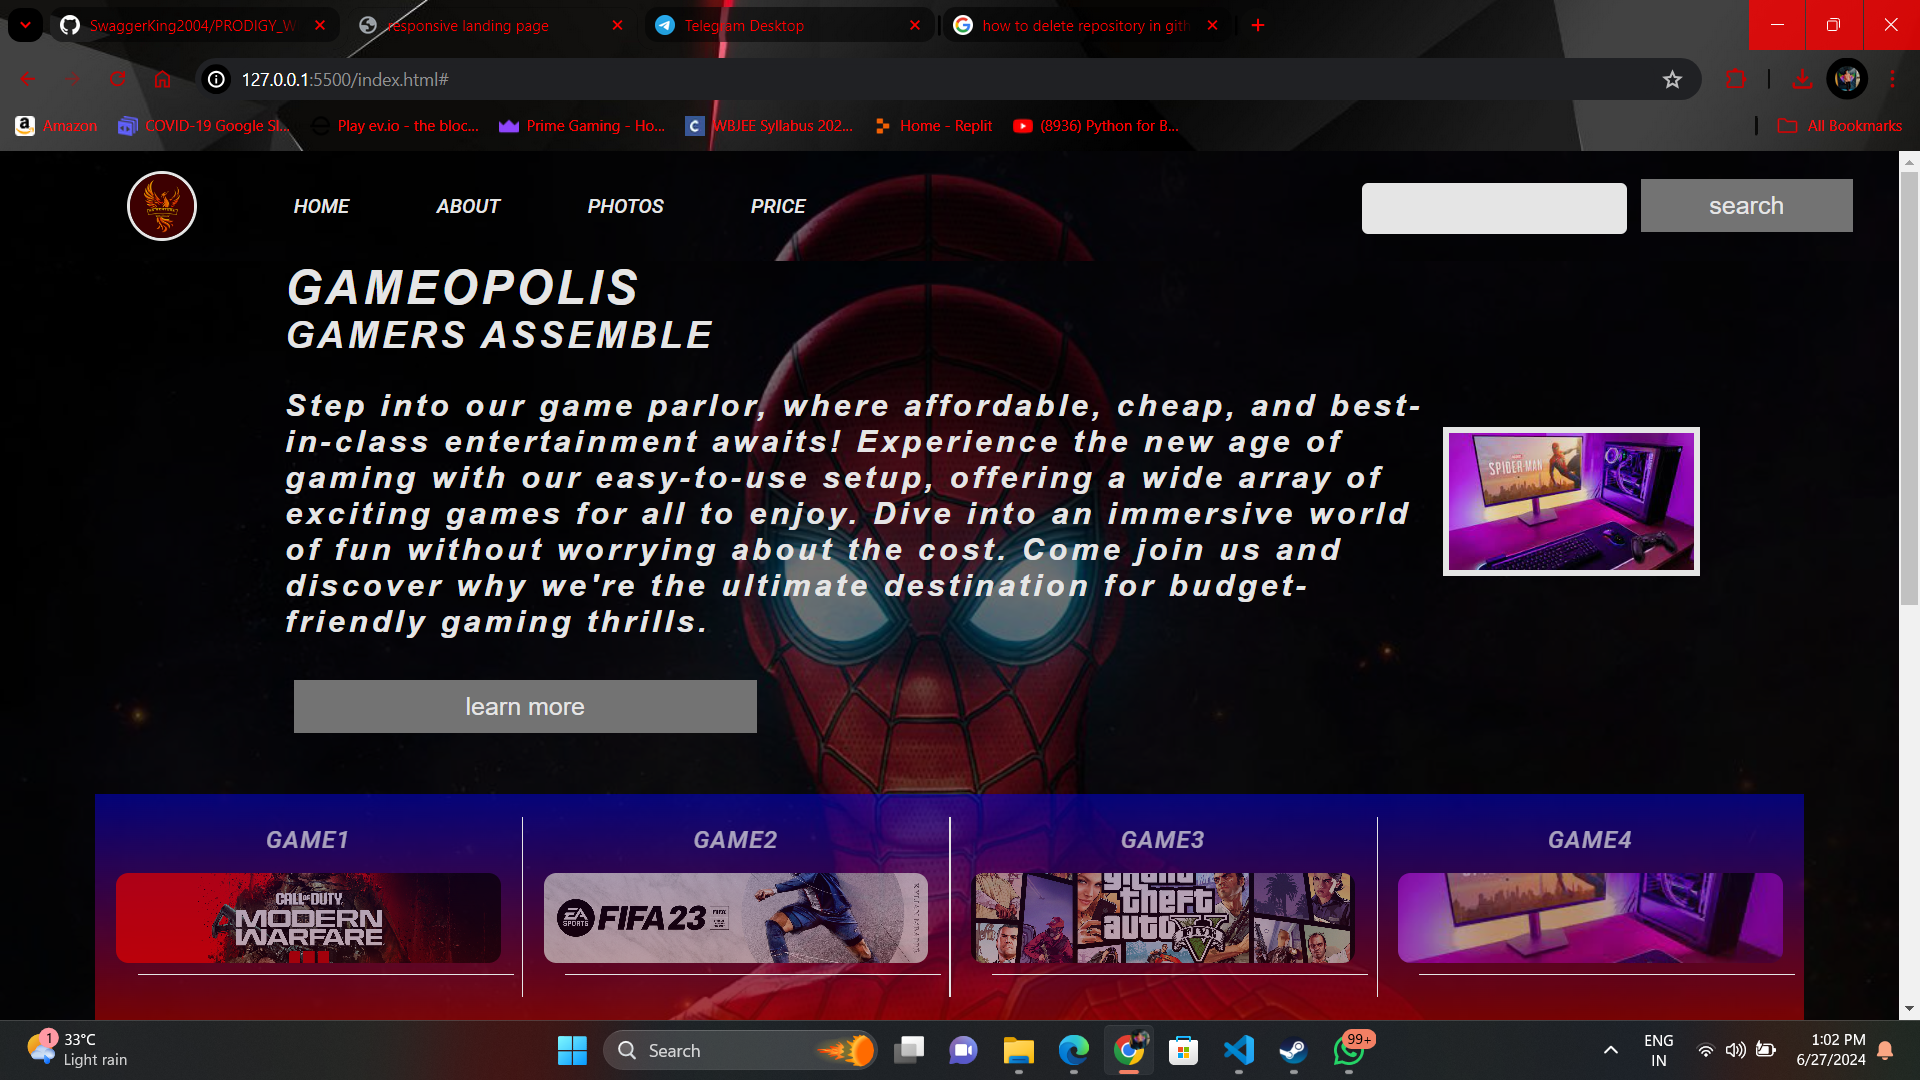 SwaggerKing2004/PRODIGY_W
responsive landing page
Telegram Desktop
how to delete repository in gith
127.0.0.1:5500/index.html#
Amazon
COVID-19 Google Sl...
Play ev.io - the bloc...
Prime Gaming - Ho...
WBJEE Syllabus 202...
Home - Replit
(8936) Python for B...
All Bookmarks
HOME
ABOUT
PHOTOS
PRICE
search
GAMEOPOLIS
GAMERS ASSEMBLE
Step into our game parlor, where affordable, cheap, and best-
in-class entertainment awaits! Experience the new age of
gaming with our easy-to-use setup, offering a wide array of
exciting games for all to enjoy. Dive into an immersive world
of fun without worrying about the cost. Come join us and
discover why we're the ultimate destination for budget-
friendly gaming thrills.
SPIDER-MAN
learn more
GAME1
GAME2
GAME3
GAME4
CALL OF DUTY
MODERN
WARFARE
EA
SPORTS
FIFA 23
grand
theft
auto
V
FIVE
1
33°C
Light rain
Search
99+
ENG
IN
1:02 PM
6/27/2024